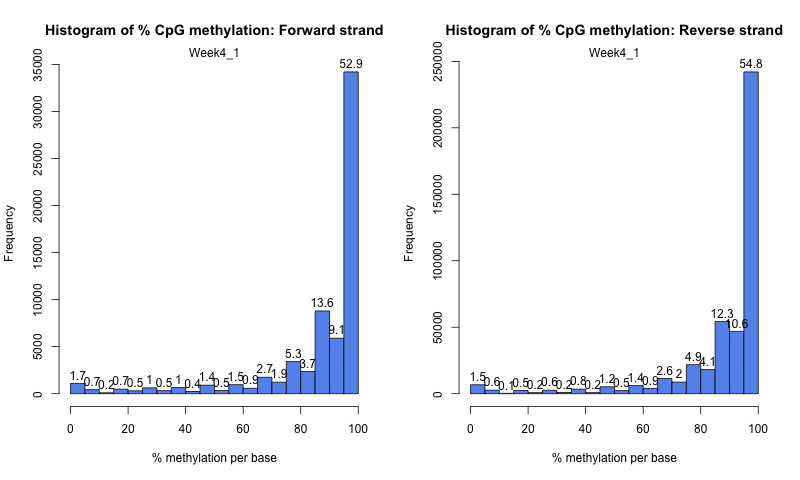 Histogram of % CpG methylation: Forward strand
Week4_1
Frequency
35000
30000
25000
20000
15000
10000
5000
0
1.7 0.7 0.2 0.7 0.5 1 0.5 1 0.4 1.4 0.5 1.5 0.9 2.7 1.9 5.3 3.7 13.6 9.1 52.9
0 20 40 60 80 100
% methylation per base
Histogram of % CpG methylation: Reverse strand
Week4_1
Frequency
250000
200000
150000
100000
50000
0
1.5 0.6 0.1 0.5 0.2 0.6 0.2 0.8 0.2 1.2 0.5 1.4 0.9 2.6 2 4.9 4.1 12.3 10.6 54.8
0 20 40 60 80 100
% methylation per base